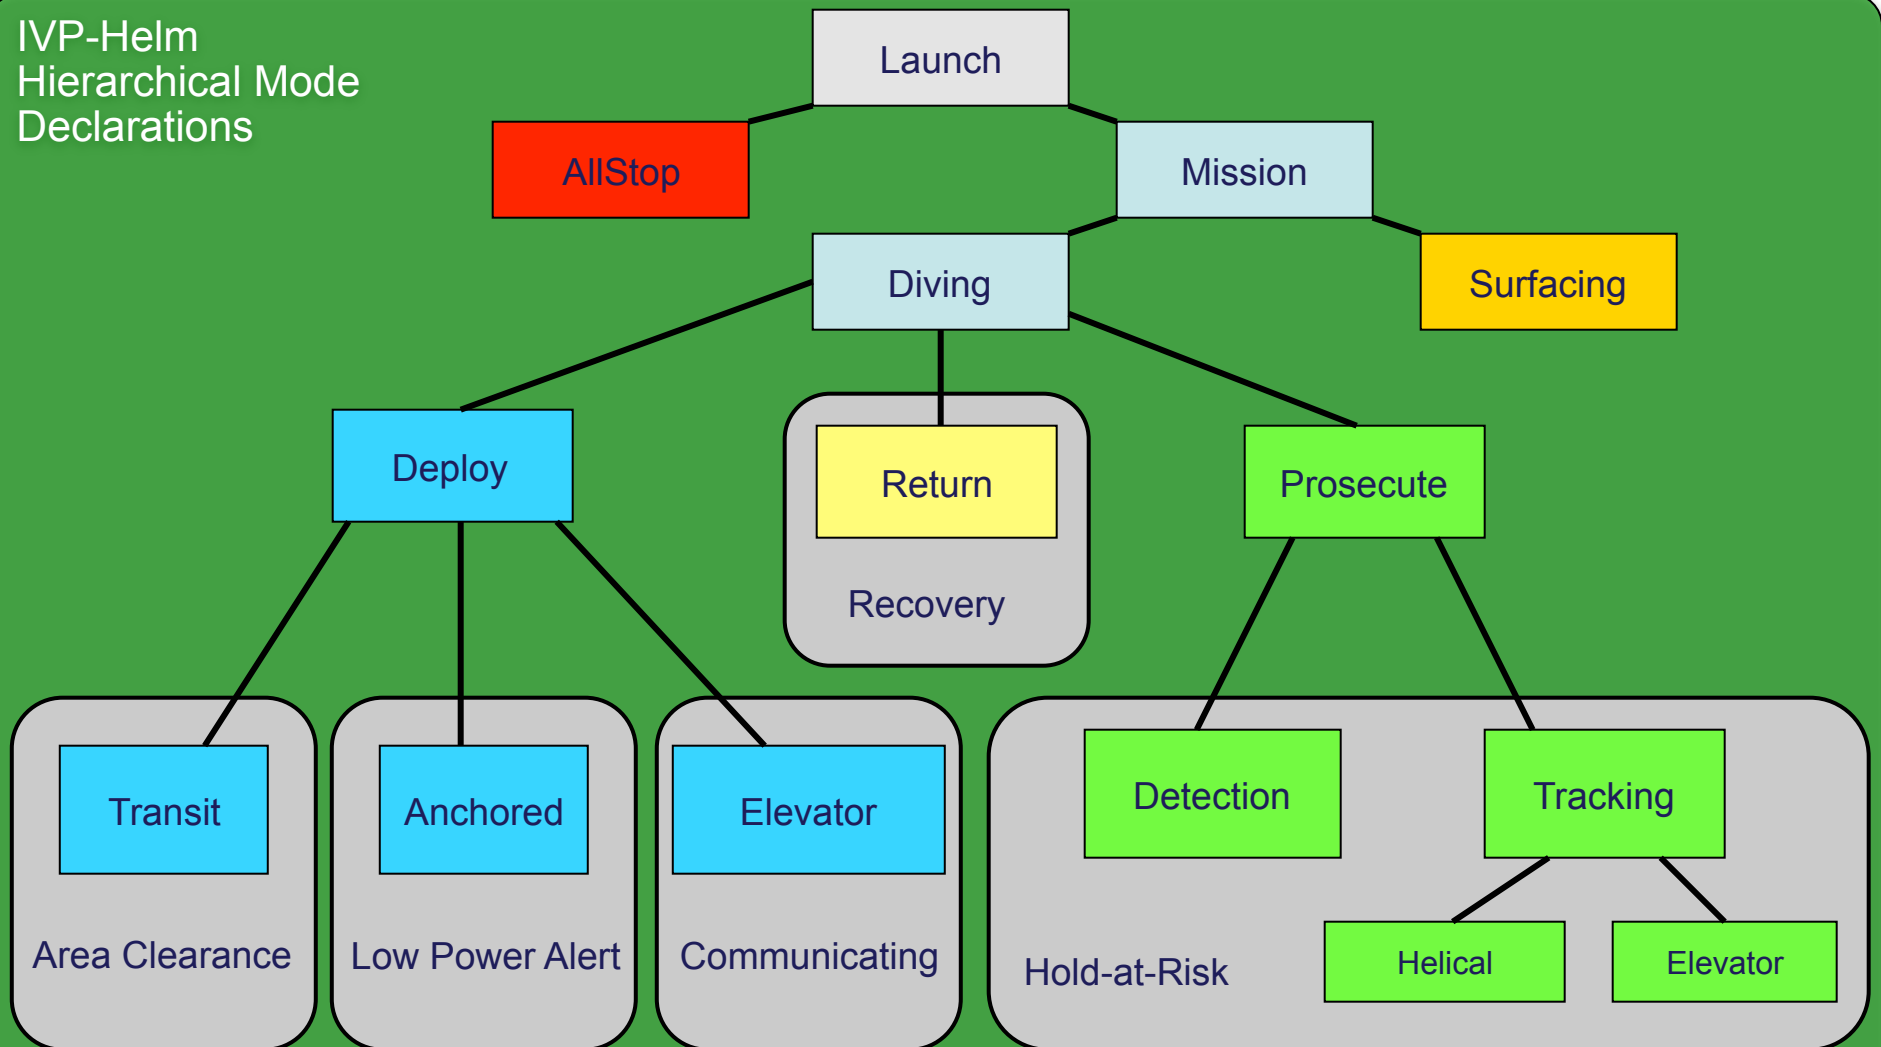 IVP-Helm
Hierarchical Mode
Declarations
Launch
AllStop
Mission
Diving
Surfacing
Deploy
Return
Prosecute
Recovery
Transit
Anchored
Elevator
Detection
Tracking
Area Clearance
Low Power Alert
Communicating
Hold-at-Risk
Helical
Elevator